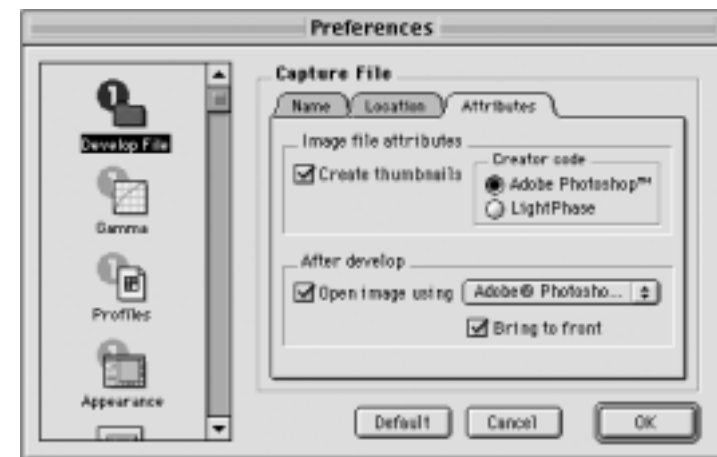 Preferences
Develop File
Gamma
Profiles
Appearance
Capture File
Name
Location
Attributes
Image file attributes
Create thumbnails
Creator code
Adobe Photoshop™
LightPhase
After develop
Open image using
Adobe® Photosho...
Bring to front
Default
Cancel
OK